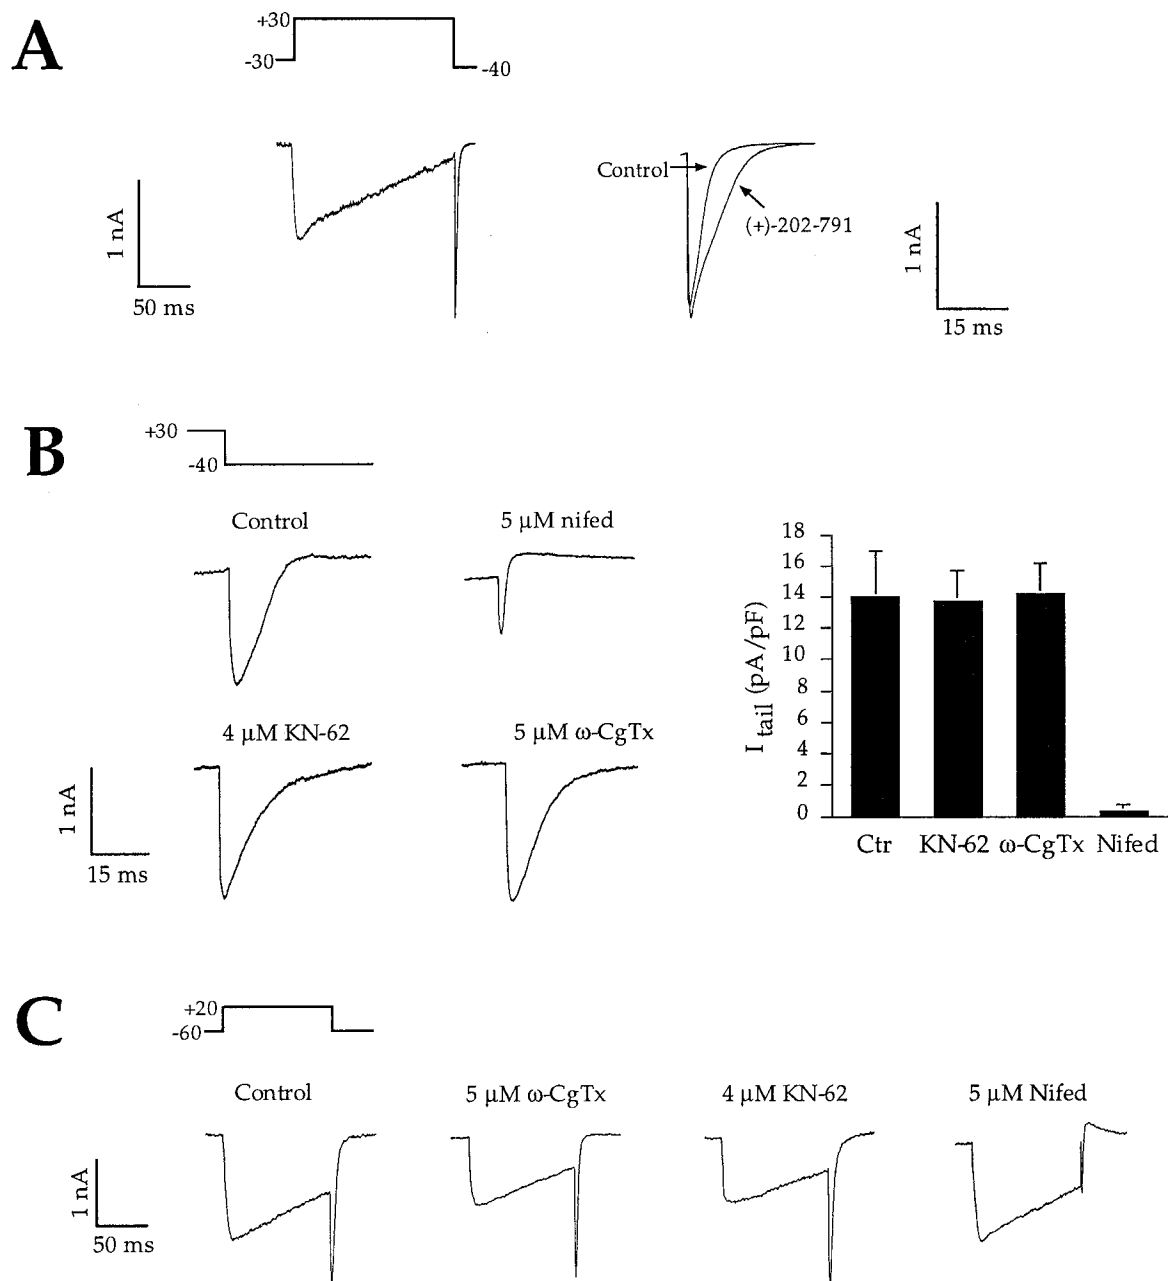 A
+30
-30
-40
1 nA
50 ms
Control
(+)-202-791
1 nA
15 ms
B
+30
-40
Control
5 µM nifed
4 µM KN-62
5 µM ω-CgTx
1 nA
15 ms
I tail (pA/pF)
18
16
14
12
10
8
6
4
2
0
Ctr KN-62 ω-CgTx Nifed
C
+20
-60
Control
5 µM ω-CgTx
4 µM KN-62
5 µM Nifed
1 nA
50 ms